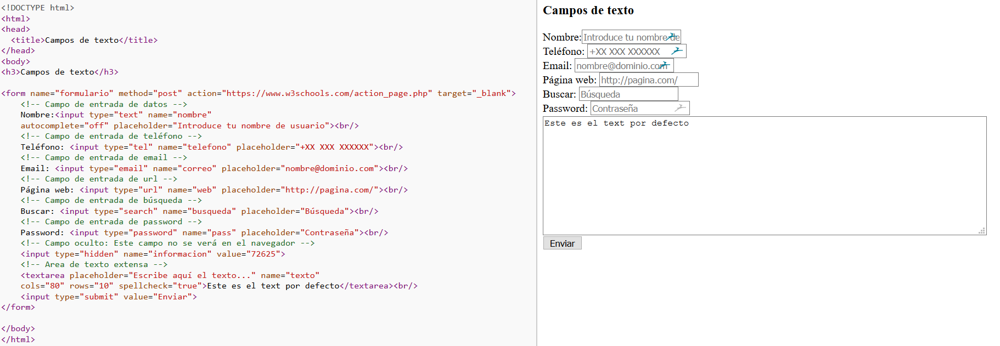 <!DOCTYPE html>
<html>
<head>
  <title>Campos de texto</title>
</head>
<body>
<h3>Campos de texto</h3>

<form name="formulario" method="post" action="https://www.w3schools.com/action_page.php" target="_blank">
    <!-- Campo de entrada de datos -->
    Nombre:<input type="text" name="nombre"
    autocomplete="off" placeholder="Introduce tu nombre de usuario"><br/>
    <!-- Campo de entrada de teléfono -->
    Teléfono: <input type="tel" name="telefono" placeholder="+XX XXX XXXXXX"><br/>
    <!-- Campo de entrada de email -->
    Email: <input type="email" name="correo" placeholder="nombre@dominio.com"><br/>
    <!-- Campo de entrada de url -->
    Página web: <input type="url" name="web" placeholder="http://pagina.com/"><br/>
    <!-- Campo de entrada de búsqueda -->
    Buscar: <input type="search" name="busqueda" placeholder="Búsqueda"><br/>
    <!-- Campo de entrada de password -->
    Password: <input type="password" name="pass" placeholder="Contraseña"><br/>
    <!-- Campo oculto: Este campo no se verá en el navegador -->
    <input type="hidden" name="informacion" value="72625">
    <!-- Area de texto extensa -->
    <textarea placeholder="Escribe aquí el texto..." name="texto"
    cols="80" rows="10" spellcheck="true">Este es el text por defecto</textarea><br/>
    <input type="submit" value="Enviar">
</form>

</body>
</html>
Campos de texto
Nombre:Introduce tu nombre de
Teléfono: +XX XXX XXXXXX
Email: nombre@dominio.com
Página web: http://pagina.com/
Buscar: Búsqueda
Password: Contraseña
Este es el text por defecto
Enviar